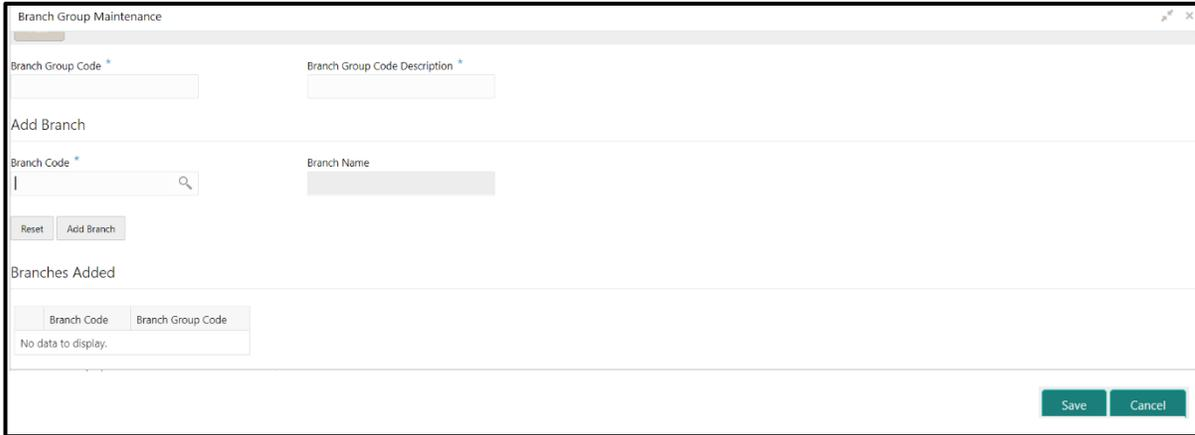 Branch Group Maintenance
Branch Group Code * Branch Group Code Description *
Add Branch
Branch Code * Branch Name
Reset Add Branch
Branches Added
Branch Code Branch Group Code
No data to display.
Save Cancel